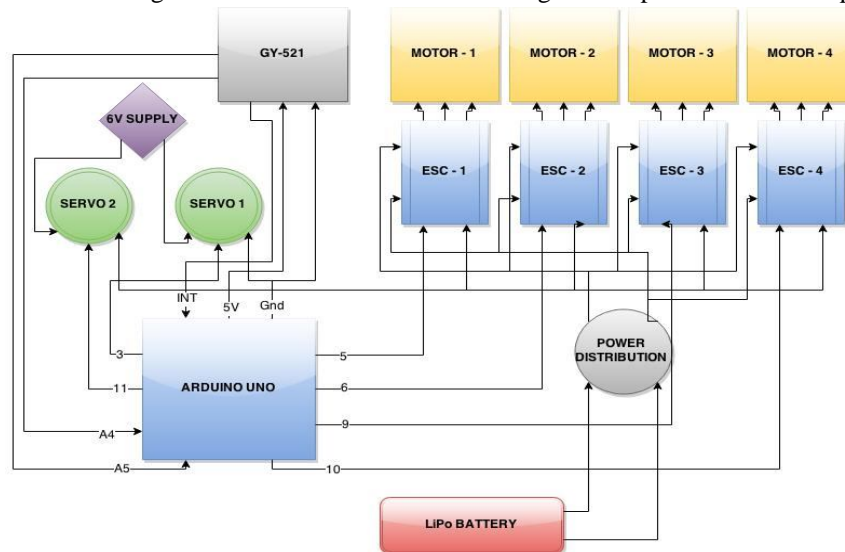 GY-521
MOTOR - 1
MOTOR - 2
MOTOR - 3
MOTOR - 4
6V SUPPLY
ESC - 1
ESC - 2
ESC - 3
ESC - 4
SERVO 2
SERVO 1
INT
5V
Gnd
3
5
POWER
DISTRIBUTION
11
ARDUINO UNO
6
9
A4
A5
10
LiPo BATTERY